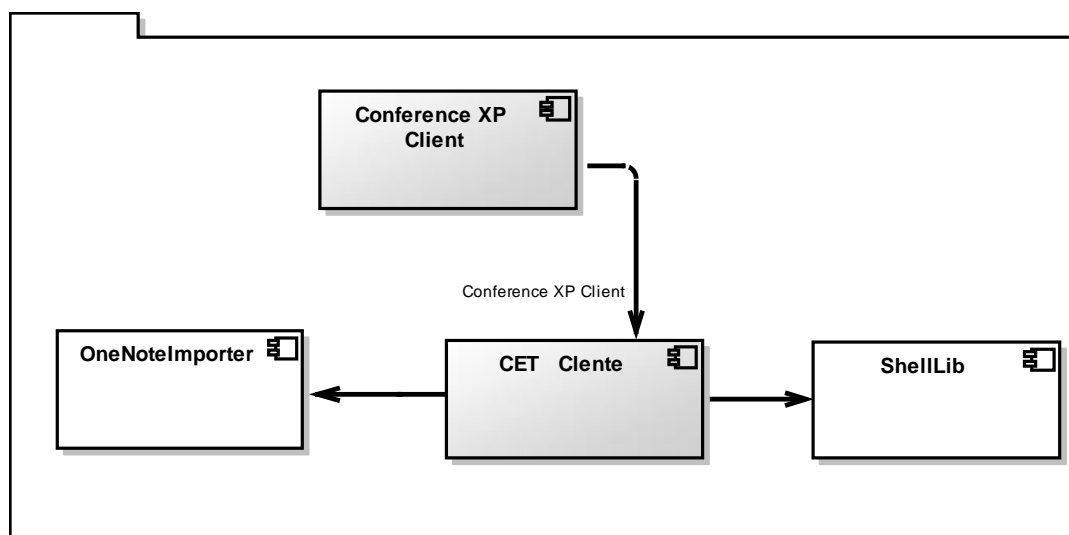 Conference XP
Client
Conference XP Client
OneNoteImporter
CET Clente
ShellLib